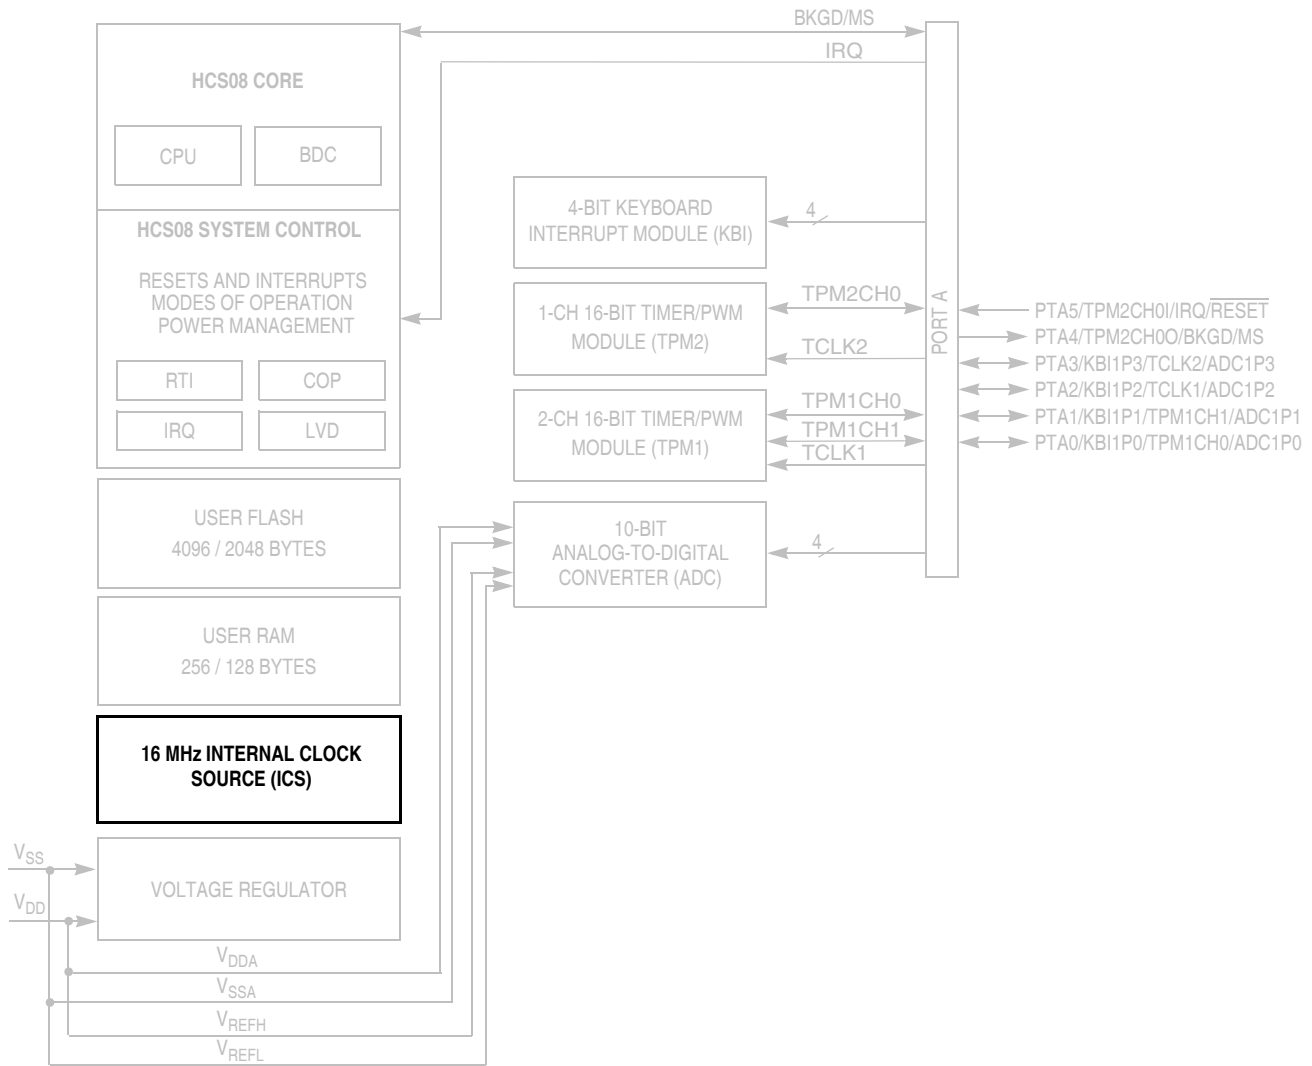 BKGD/MS
IRQ
HCS08 CORE
CPU
BDC
HCS08 SYSTEM CONTROL
RESETS AND INTERRUPTS
MODES OF OPERATION
POWER MANAGEMENT
RTI
COP
IRQ
LVD
USER FLASH
4096 / 2048 BYTES
USER RAM
256 / 128 BYTES
16 MHz INTERNAL CLOCK
SOURCE (ICS)
VOLTAGE REGULATOR
VSS
VDD
VDDA
VSSA
VREFH
VREFL
4-BIT KEYBOARD
INTERRUPT MODULE (KBI)
4
1-CH 16-BIT TIMER/PWM
MODULE (TPM2)
TPM2CH0
TCLK2
2-CH 16-BIT TIMER/PWM
MODULE (TPM1)
TPM1CH0
TPM1CH1
TCLK1
10-BIT
ANALOG-TO-DIGITAL
CONVERTER (ADC)
4
PORT A
PTA5/TPM2CH0I/IRQ/RESET
PTA4/TPM2CH0O/BKGD/MS
PTA3/KBI1P3/TCLK2/ADC1P3
PTA2/KBI1P2/TCLK1/ADC1P2
PTA1/KBI1P1/TPM1CH1/ADC1P1
PTA0/KBI1P0/TPM1CH0/ADC1P0